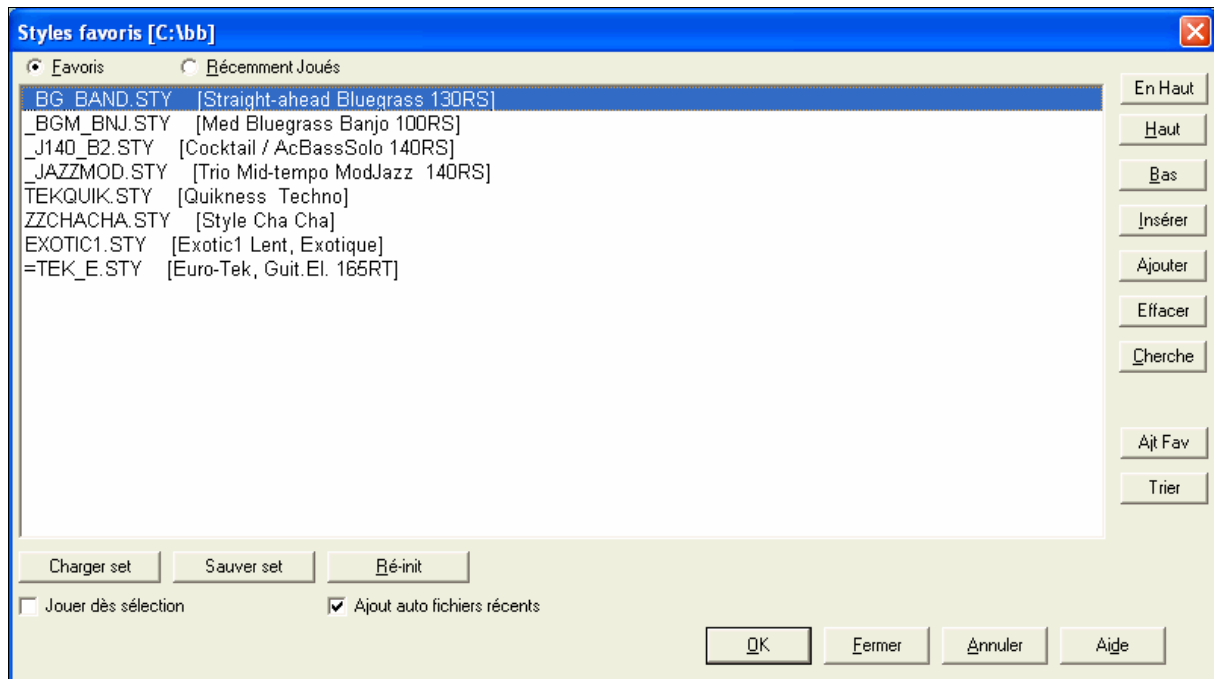 Styles favoris [C:\bb]
Favoris
Récemment Joués
_BG_BAND.STY [Straight-ahead Bluegrass 130RS]
_BGM_BNJ.STY [Med Bluegrass Banjo 100RS]
_J140_B2.STY [Cocktail / AcBassSolo 140RS]
_JAZZMOD.STY [Trio Mid-tempo ModJazz 140RS]
TEKQUIK.STY [Quikness Techno]
ZZCHACHA.STY [Style Cha Cha]
EXOTIC1.STY [Exotic1 Lent, Exotique]
=TEK_E.STY [Euro-Tek, Guit.El. 165RT]
En Haut
Haut
Bas
Insérer
Ajouter
Effacer
Cherche
Ajt Fav
Trier
Charger set
Sauver set
Ré-init
Jouer dès sélection
Ajout auto fichiers récents
OK
Fermer
Annuler
Aide